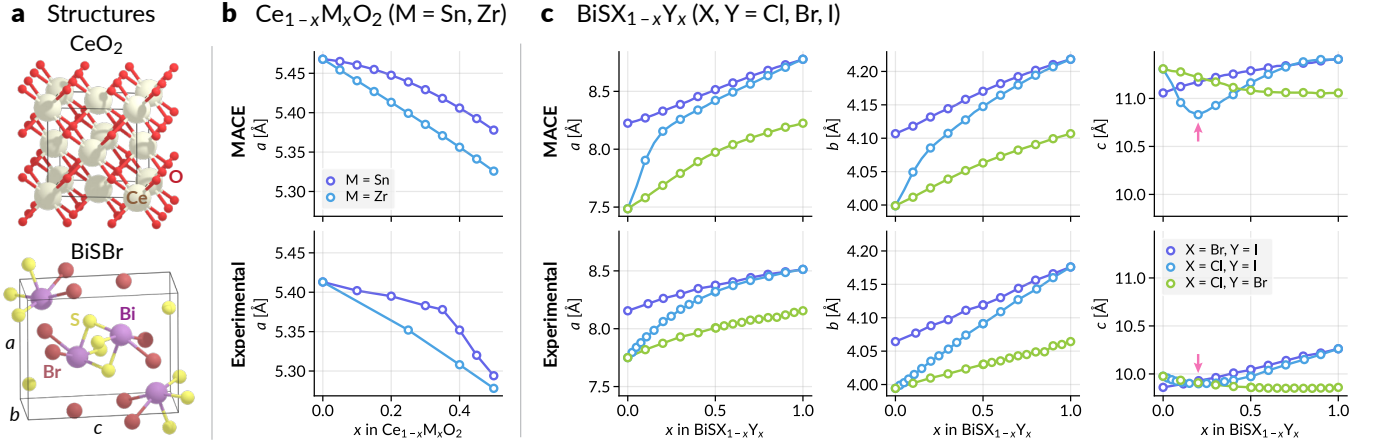 a Structures
CeO2
O
Ce
BiSBr
S
Bi
Br
a
b
c
b Ce1−xMxO2 (M = Sn, Zr)
MACE
a [Å]
5.45
5.40
5.35
5.30
M = Sn
M = Zr
Experimental
a [Å]
5.45
5.40
5.35
5.30
0.0 0.2 0.4
x in Ce1−xMxO2
c BiSX1−xYx (X, Y = Cl, Br, I)
MACE
a [Å]
8.5
8.0
7.5
b [Å]
4.20
4.15
4.10
4.05
4.00
c [Å]
11.0
10.5
10.0
Experimental
a [Å]
8.5
8.0
7.5
0.0 0.5 1.0
x in BiSX1−xYx
b [Å]
4.20
4.15
4.10
4.05
4.00
0.0 0.5 1.0
x in BiSX1−xYx
c [Å]
11.0
10.5
10.0
X = Br, Y = I
X = Cl, Y = I
X = Cl, Y = Br
0.0 0.5 1.0
x in BiSX1−xYx